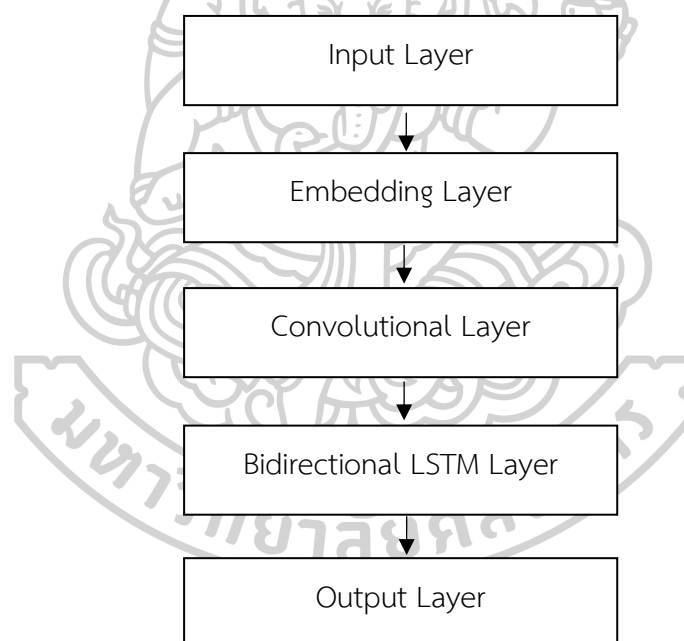 Input Layer
Embedding Layer
Convolutional Layer
Bidirectional LSTM Layer
Output Layer